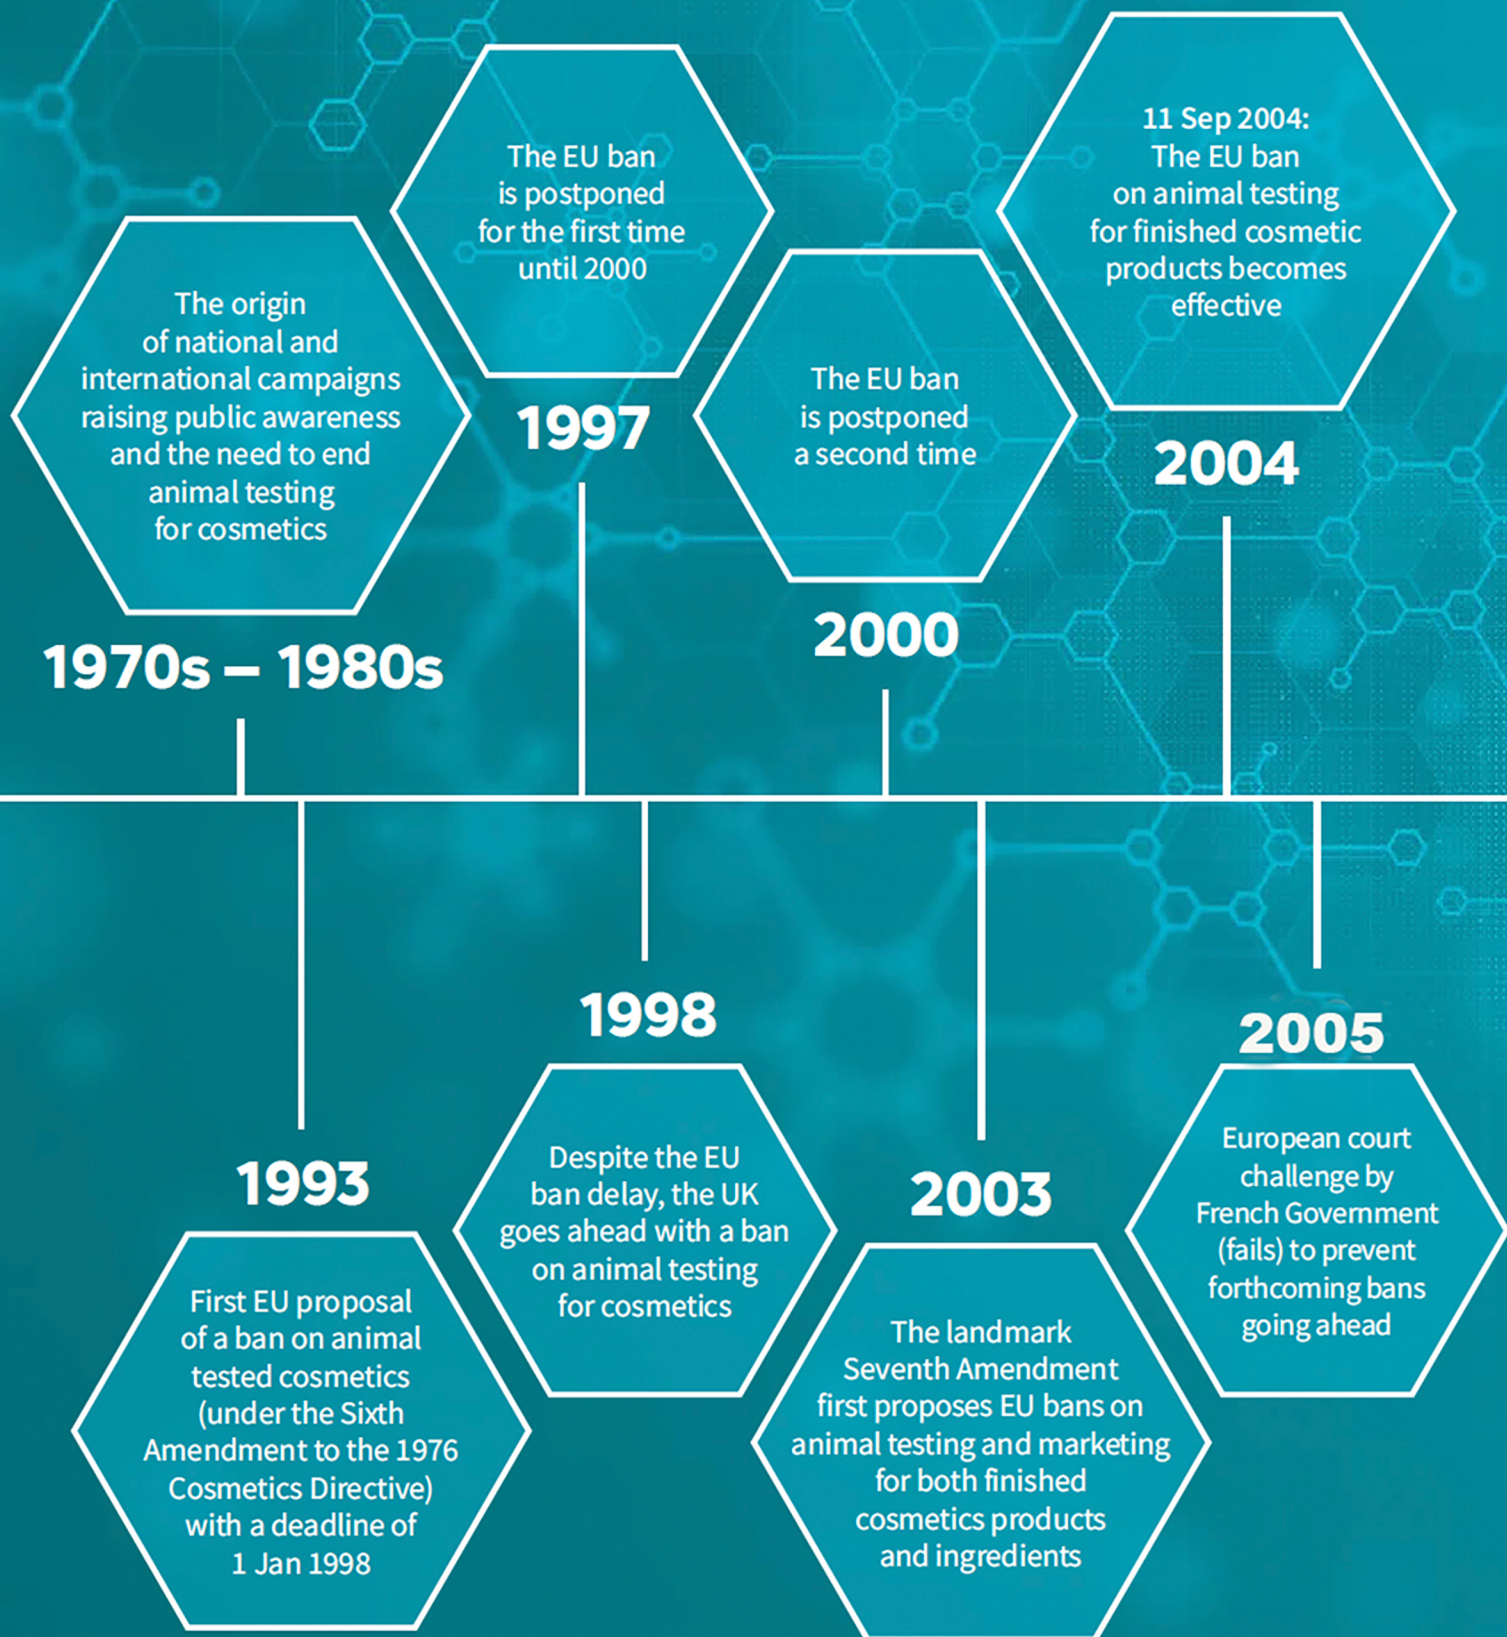 The origin
of national and
international campaigns
raising public awareness
and the need to end
animal testing
for cosmetics
1970s – 1980s
1993
First EU proposal
of a ban on animal
tested cosmetics
(under the Sixth
Amendment to the 1976
Cosmetics Directive)
with a deadline of
1 Jan 1998
The EU ban
is postponed
for the first time
until 2000
1997
1998
Despite the EU
ban delay, the UK
goes ahead with a ban
on animal testing
for cosmetics
The EU ban
is postponed
a second time
2000
2003
The landmark
Seventh Amendment
first proposes EU bans on
animal testing and marketing
for both finished
cosmetics products
and ingredients
11 Sep 2004:
The EU ban
on animal testing
for finished cosmetic
products becomes
effective
2004
2005
European court
challenge by
French Government
(fails) to prevent
forthcoming bans
going ahead